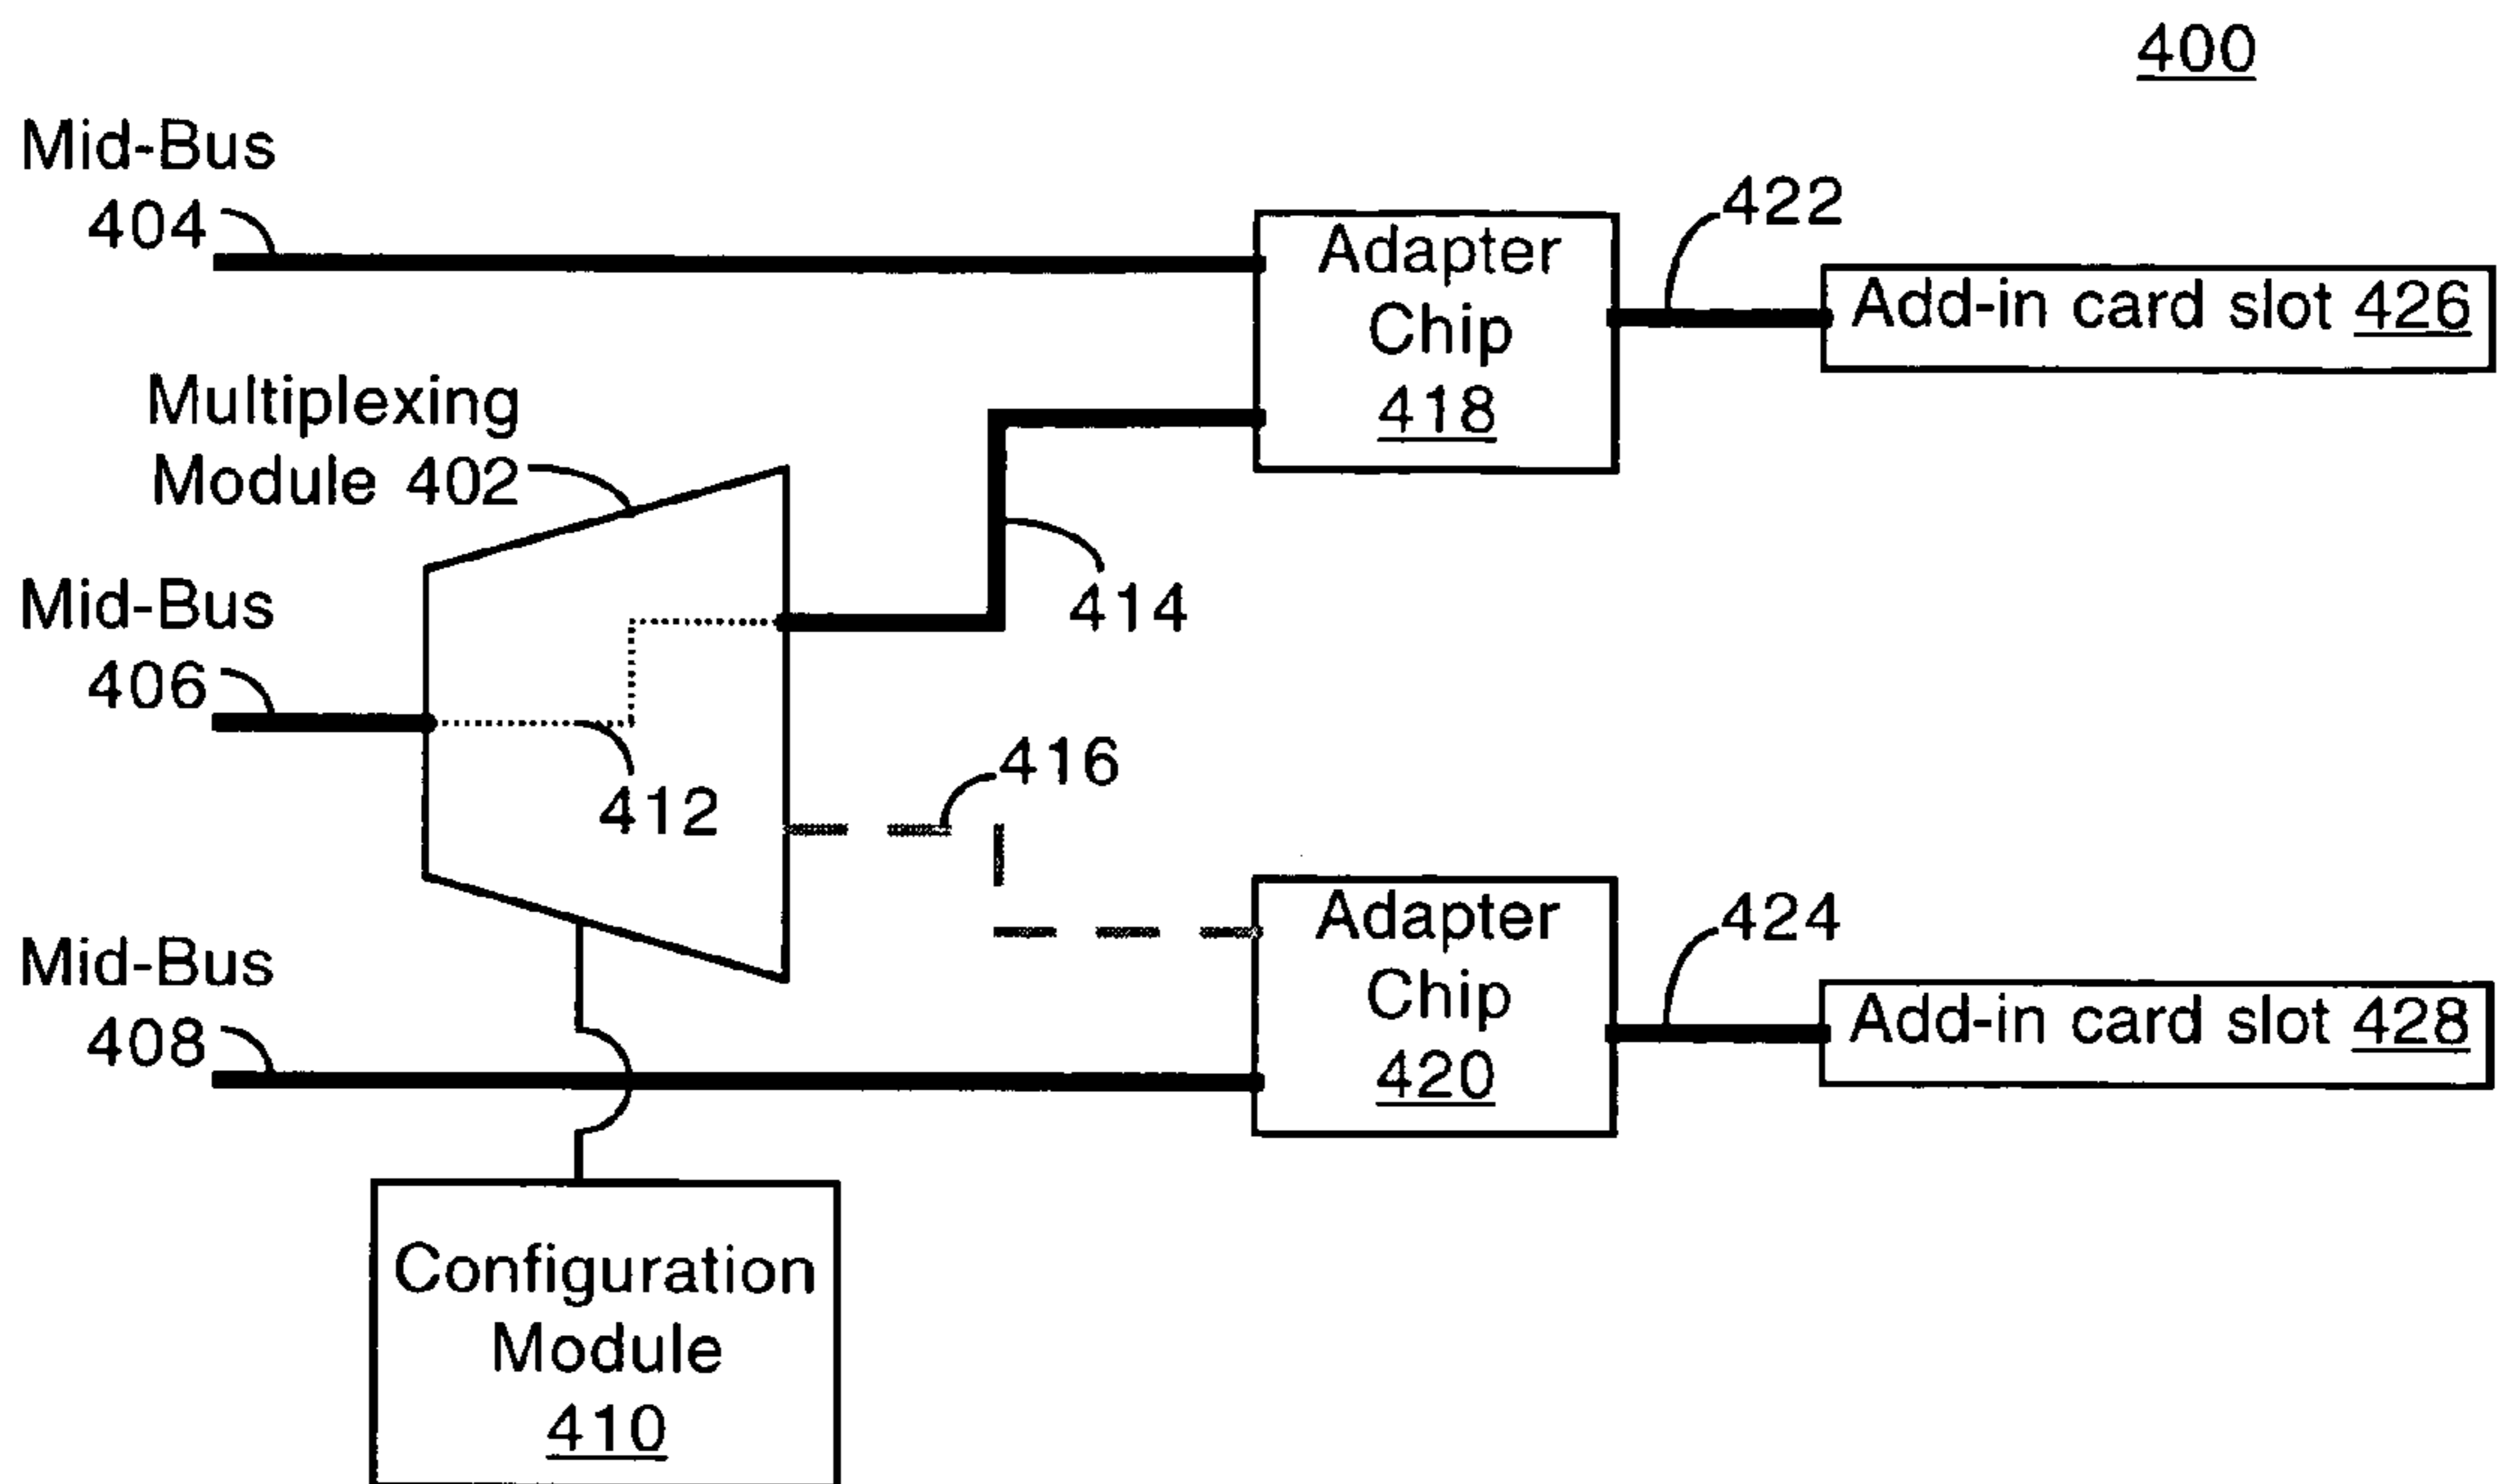 400
Mid-Bus
404
422
Adapter
Chip
418
Add-in card slot 426
Multiplexing
Module 402
414
Mid-Bus
406
412
416
Adapter
Chip
420
424
Add-in card slot 428
Mid-Bus
408
Configuration
Module
410